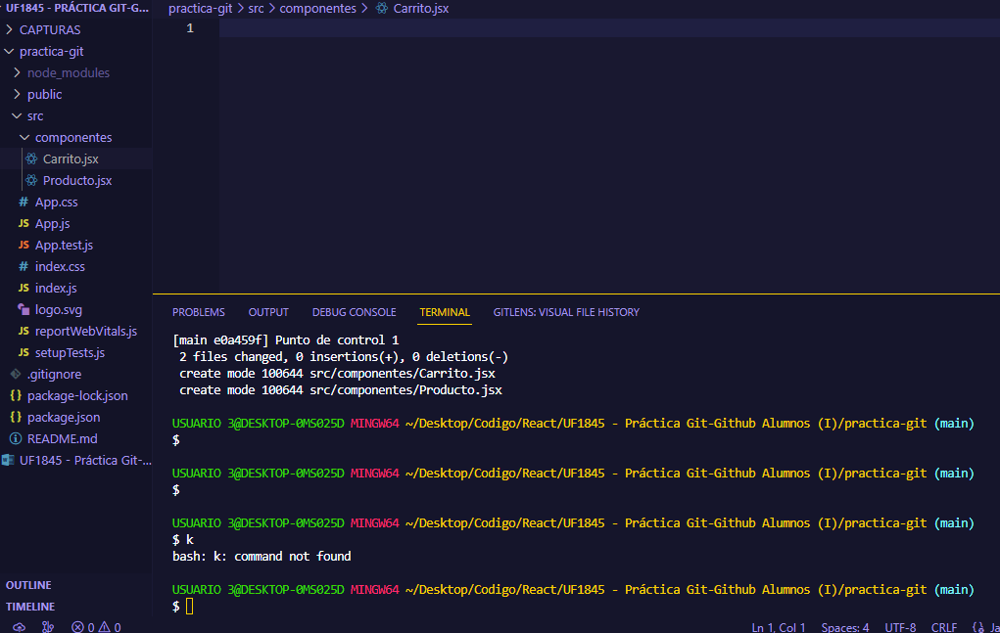 UF1845 - PRÁCTICA GIT-G...
CAPTURAS
practica-git
node_modules
public
src
componentes
Carrito.jsx
Producto.jsx
# App.css
JS App.js
JS App.test.js
# index.css
JS index.js
logo.svg
JS reportWebVitals.js
JS setupTests.js
.gitignore
{} package-lock.json
{} package.json
README.md
UF1845 - Práctica Git-...
OUTLINE
TIMELINE
practica-git > src > componentes > Carrito.jsx
1
PROBLEMS OUTPUT DEBUG CONSOLE TERMINAL GITLENS: VISUAL FILE HISTORY
[main e0a459f] Punto de control 1
2 files changed, 0 insertions(+), 0 deletions(-)
create mode 100644 src/componentes/Carrito.jsx
create mode 100644 src/componentes/Producto.jsx
USUARIO 3@DESKTOP-0MS025D MINGW64 ~/Desktop/Codigo/React/UF1845 - Práctica Git-Github Alumnos (I)/practica-git (main)
$
USUARIO 3@DESKTOP-0MS025D MINGW64 ~/Desktop/Codigo/React/UF1845 - Práctica Git-Github Alumnos (I)/practica-git (main)
$
USUARIO 3@DESKTOP-0MS025D MINGW64 ~/Desktop/Codigo/React/UF1845 - Práctica Git-Github Alumnos (I)/practica-git (main)
$ k
bash: k: command not found
USUARIO 3@DESKTOP-0MS025D MINGW64 ~/Desktop/Codigo/React/UF1845 - Práctica Git-Github Alumnos (I)/practica-git (main)
$
0 0 Ln 1, Col 1 Spaces: 4 UTF-8 CRLF {} Ja